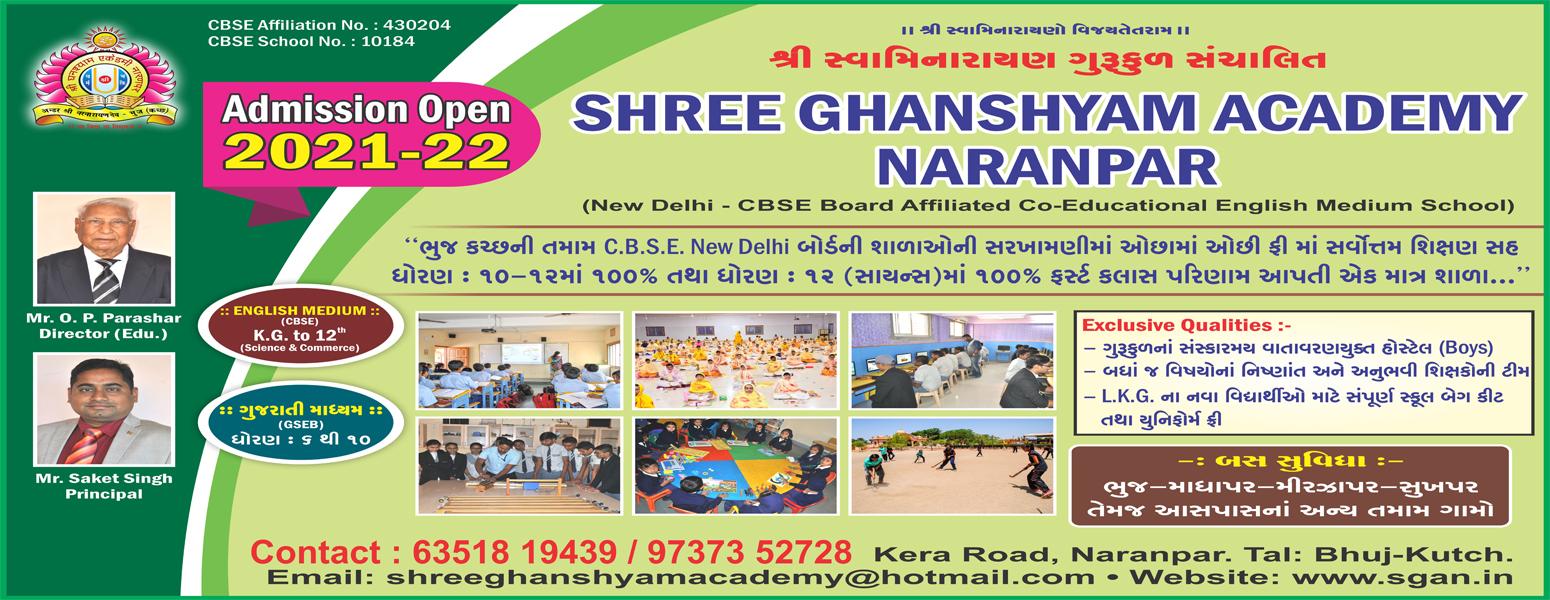 CBSE Affiliation No. : 430204
CBSE School No. : 10184
Admission Open
2021-22
।। શ્રી સ્વામિનારાયણો વિજયતેતરામ ।।
શ્રી સ્વામિનારાયણ ગુરૂકુળ સંચાલિત
SHREE GHANSHYAM ACADEMY
NARANPAR
(New Delhi - CBSE Board Affiliated Co-Educational English Medium School)
‘‘ભુજ કચ્છની તમામ C.B.S.E. New Delhi બોર્ડની શાળાઓની સરખામણીમાં ઓછામાં ઓછી ફી માં સર્વોત્તમ શિક્ષણ સહ
ધોરણ : ૧૦–૧૨માં ૧૦૦% તથા ધોરણ : ૧૨ (સાયન્સ)માં ૧૦૦% ફર્સ્ટ કલાસ પરિણામ આપતી એક માત્ર શાળા...’’
Mr. O. P. Parashar
Director (Edu.)
Mr. Saket Singh
Principal
:: ENGLISH MEDIUM ::
(CBSE)
K.G. to 12th
(Science & Commerce)
:: ગુજરાતી માધ્યમ ::
(GSEB)
ધોરણ : ૬ થી ૧૦
Exclusive Qualities :-
– ગુરૂકુળનાં સંસ્કારમય વાતાવરણયુક્ત હોસ્ટેલ (Boys)
– બધાં જ વિષયોનાં નિષ્ણાંત અને અનુભવી શિક્ષકોની ટીમ
– L.K.G. ના નવા વિદ્યાર્થીઓ માટે સંપૂર્ણ સ્કૂલ બેગ કીટ
તથા યુનિફોર્મ ફ્રી
–: બસ સુવિધા :–
ભુજ–માધાપર–મીરઝાપર–સુખપર
તેમજ આસપાસનાં અન્ય તમામ ગામો
Contact : 63518 19439 / 97373 52728 Kera Road, Naranpar. Tal: Bhuj-Kutch.
Email: shreeghanshyamacademy@hotmail.com • Website: www.sgan.in